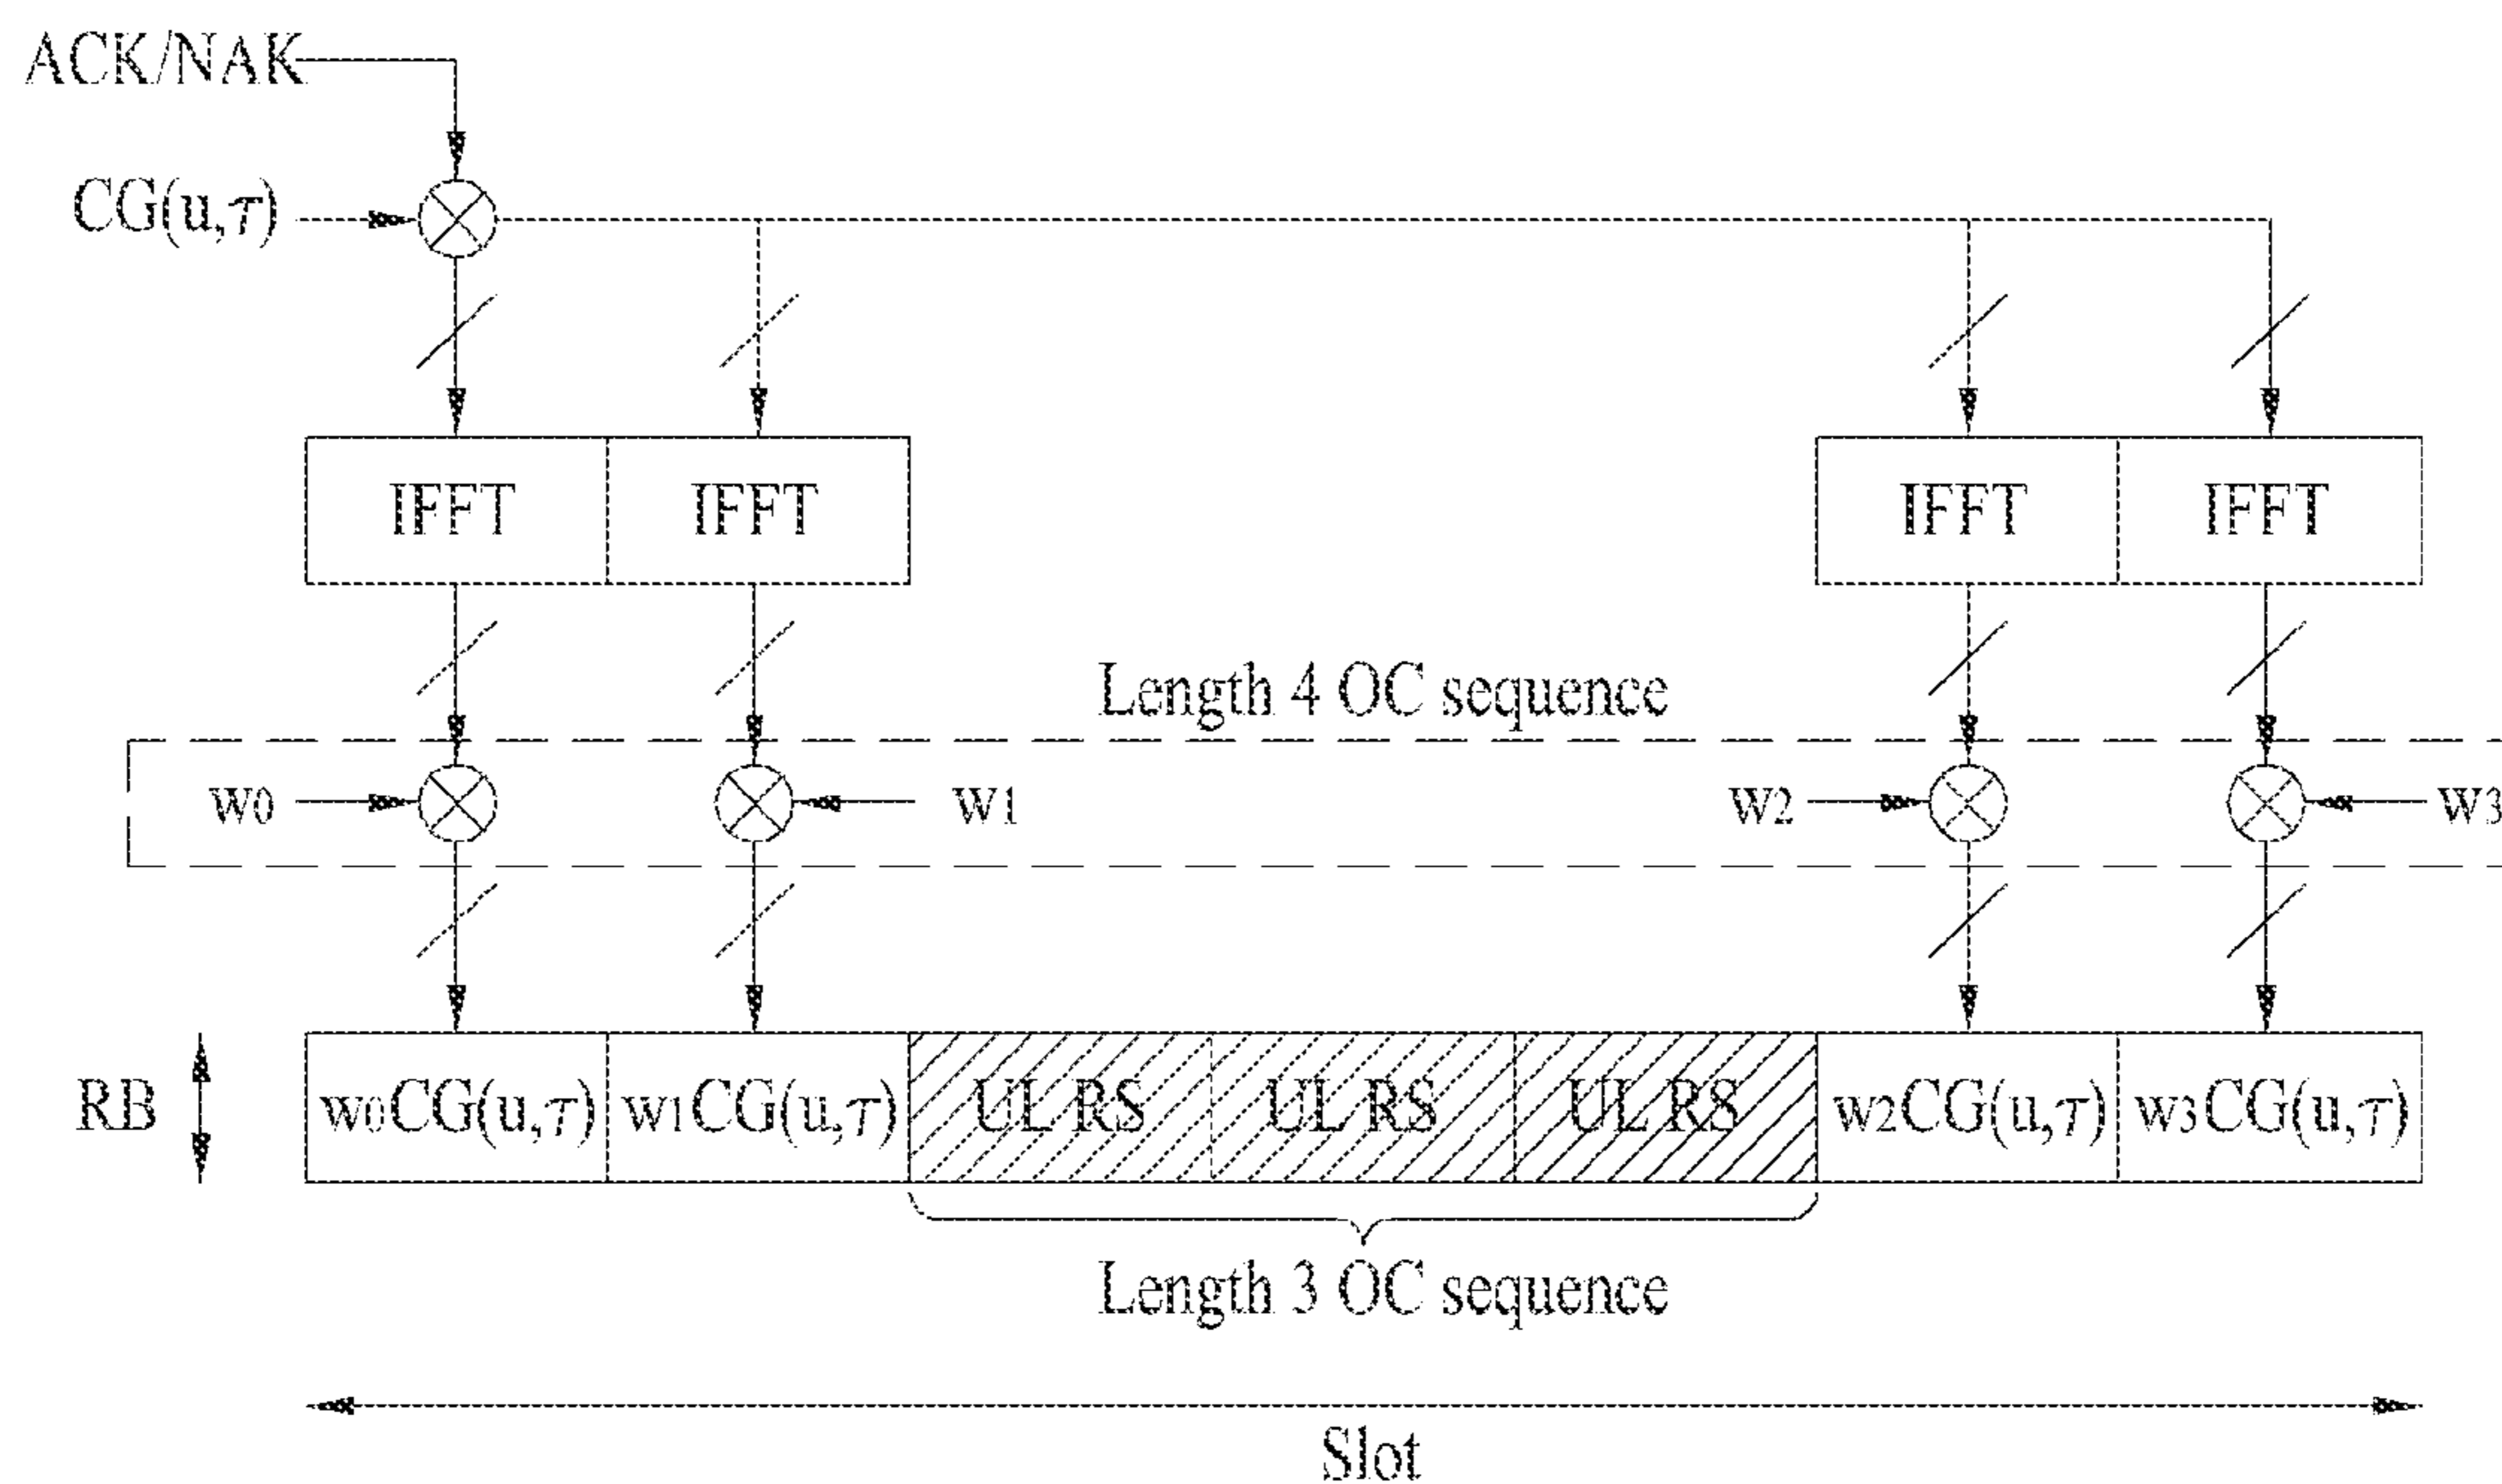 ACK/NAK
CG(u,τ)
IFFT IFFT IFFT IFFT
Length 4 OC sequence
w0 w1 w2 w3
RB w0CG(u,τ) w1CG(u,τ) UL RS UL RS UL RS w2CG(u,τ) w3CG(u,τ)
Length 3 OC sequence
Slot